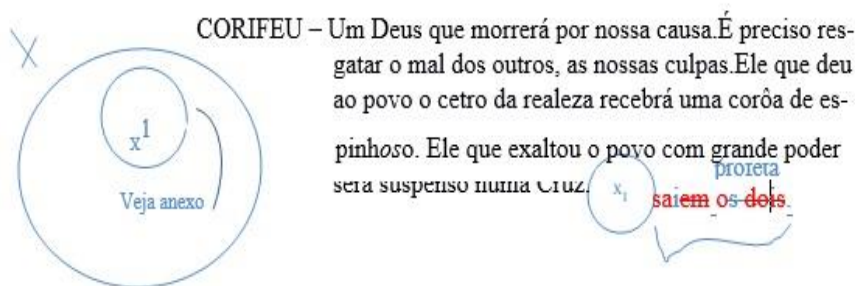 X
CORIFEU – Um Deus que morrerá por nossa causa.É preciso res-
gatar o mal dos outros, as nossas culpas.Ele que deu
ao povo o cetro da realeza recebrá uma corôa de es-
x1
pinhoso. Ele que exaltou o povo com grande poder
profeta
Veja anexo
será suspenso numa Cruz.
x1
saiem os dois.